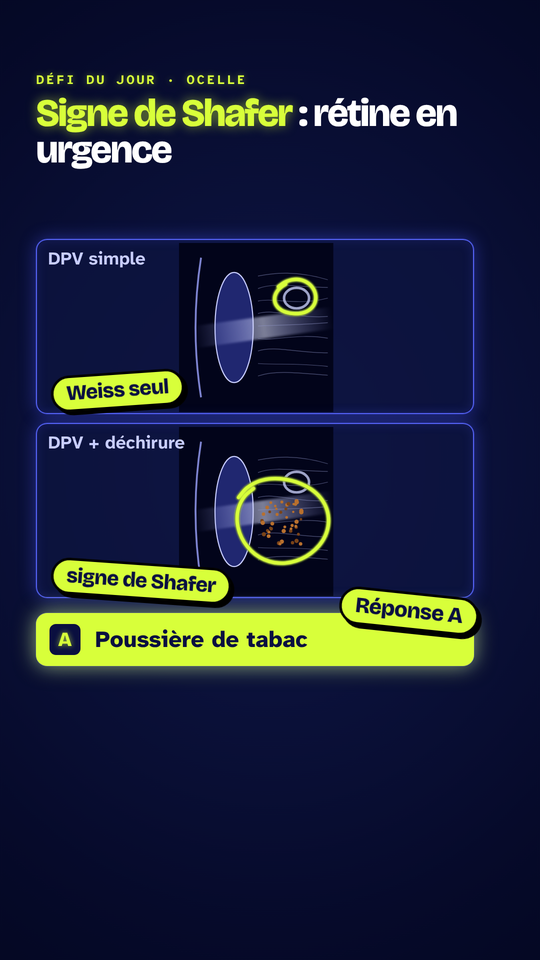 DÉFI DU JOUR · OCELLE
Signe de Shafer : rétine en
urgence
DPV simple
Weiss seul
DPV + déchirure
signe de Shafer
Réponse A
A Poussière de tabac